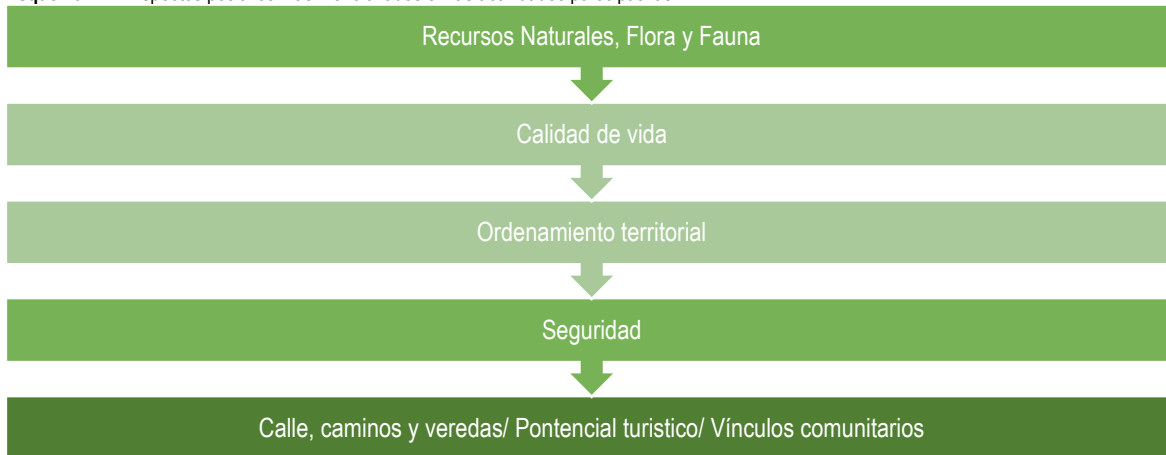 Recursos Naturales, Flora y Fauna
Calidad de vida
Ordenamiento territorial
Seguridad
Calle, caminos y veredas/ Pontencial turistico/ Vínculos comunitarios